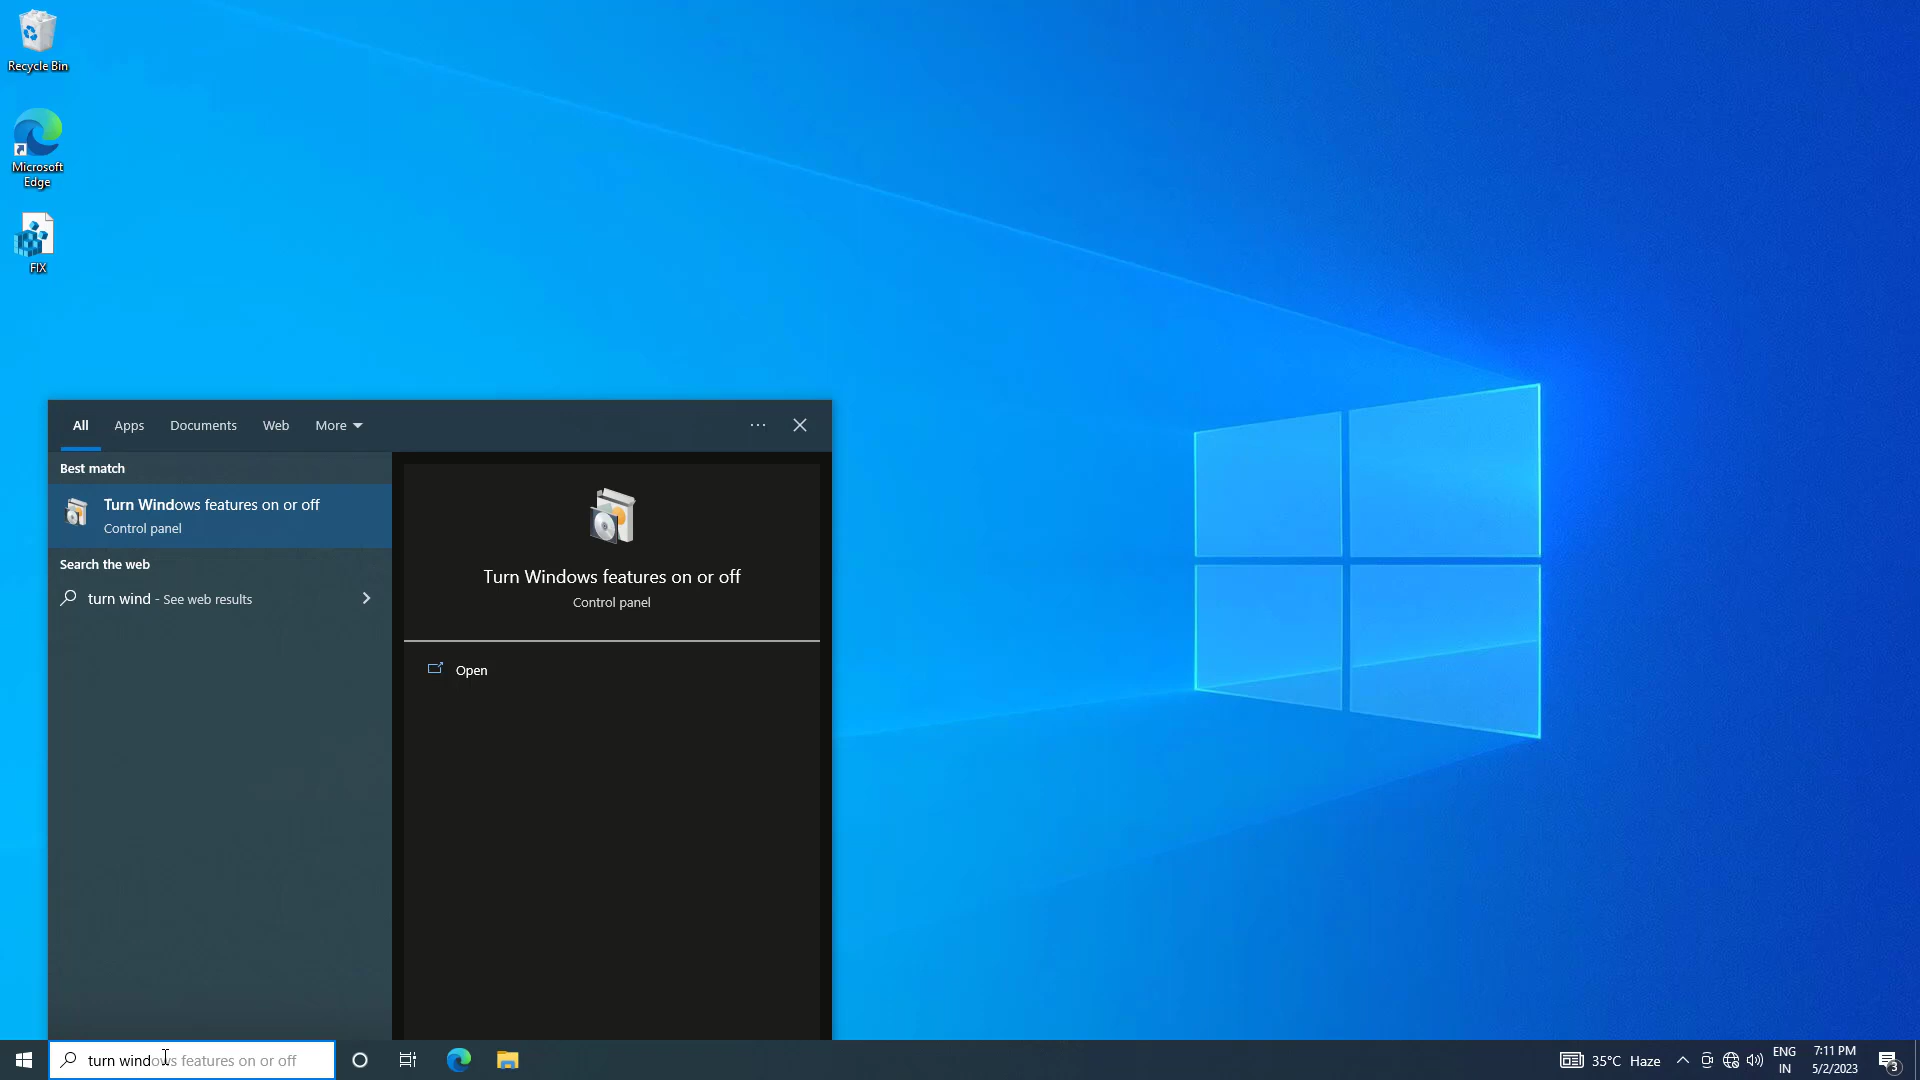 Recycle Bin
Microsoft
Edge
FIX
All Apps Documents Web More
Best match
Turn Windows features on or off
Control panel
Search the web
turn wind - See web results
Turn Windows features on or off
Control panel
Open
turn windows features on or off
35°C Haze
ENG
IN
7:11 PM
5/2/2023
3